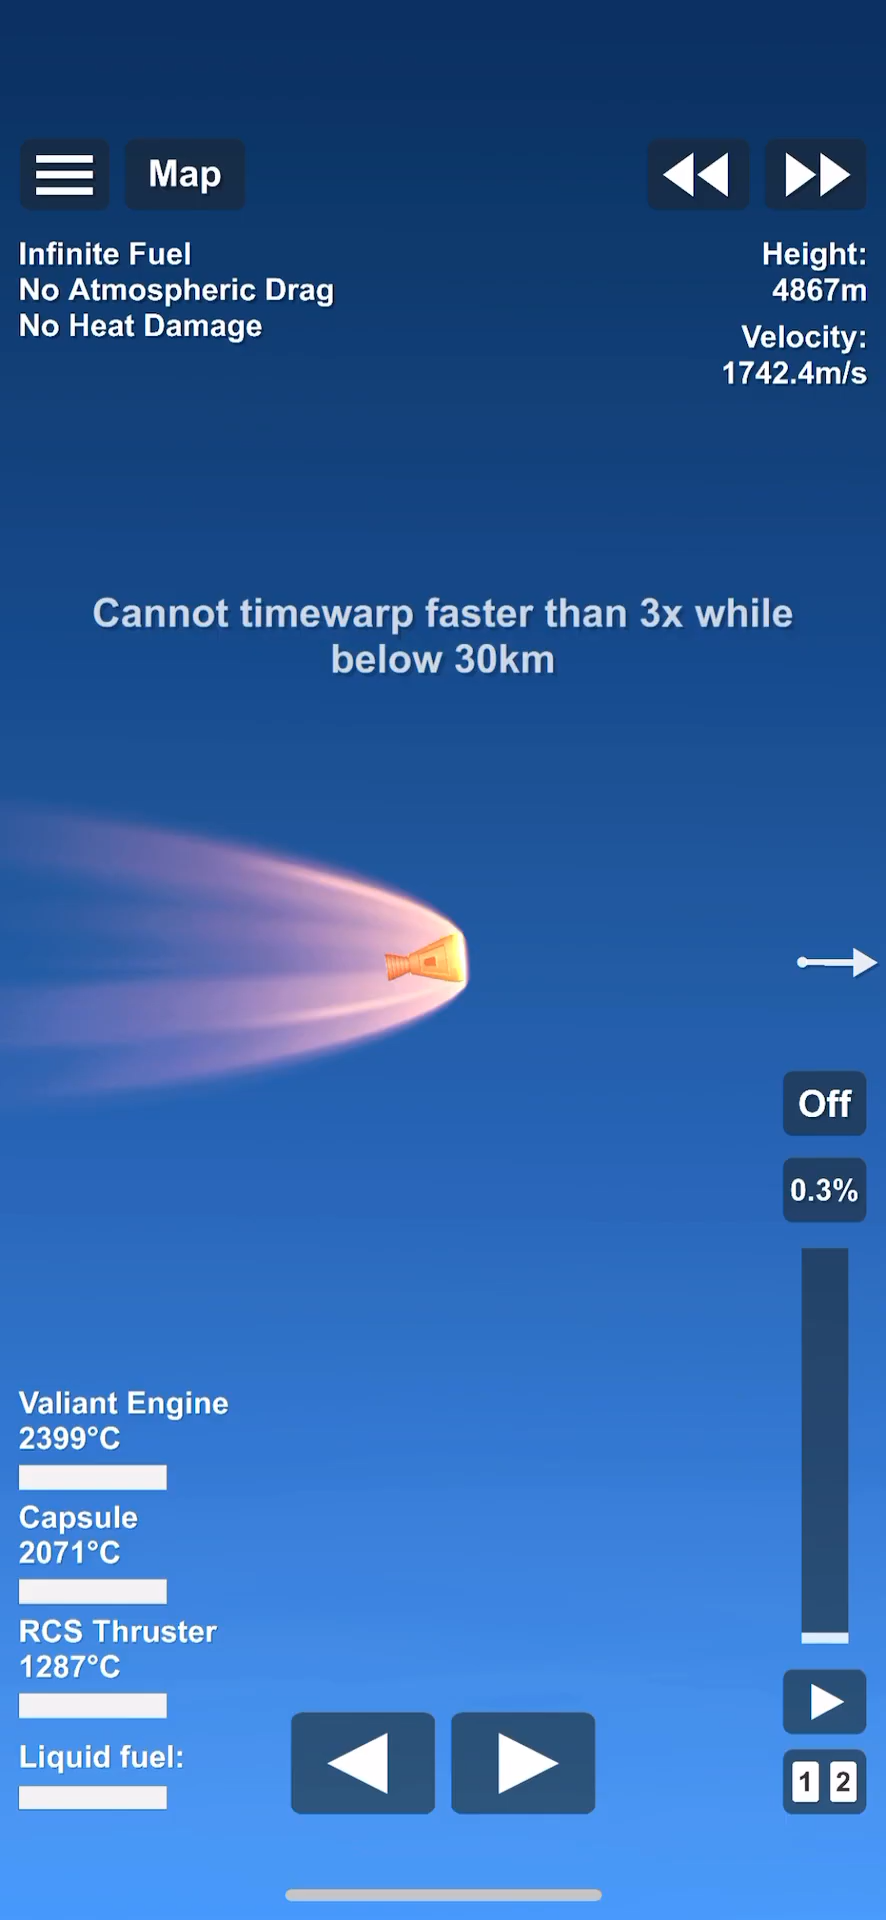 Map
Infinite Fuel
No Atmospheric Drag
No Heat Damage
Height:
4867m
Velocity:
1742.4m/s
Cannot timewarp faster than 3x while
below 30km
Off
0.3%
Valiant Engine
2399°C
Capsule
2071°C
RCS Thruster
1287°C
Liquid fuel:
1 2